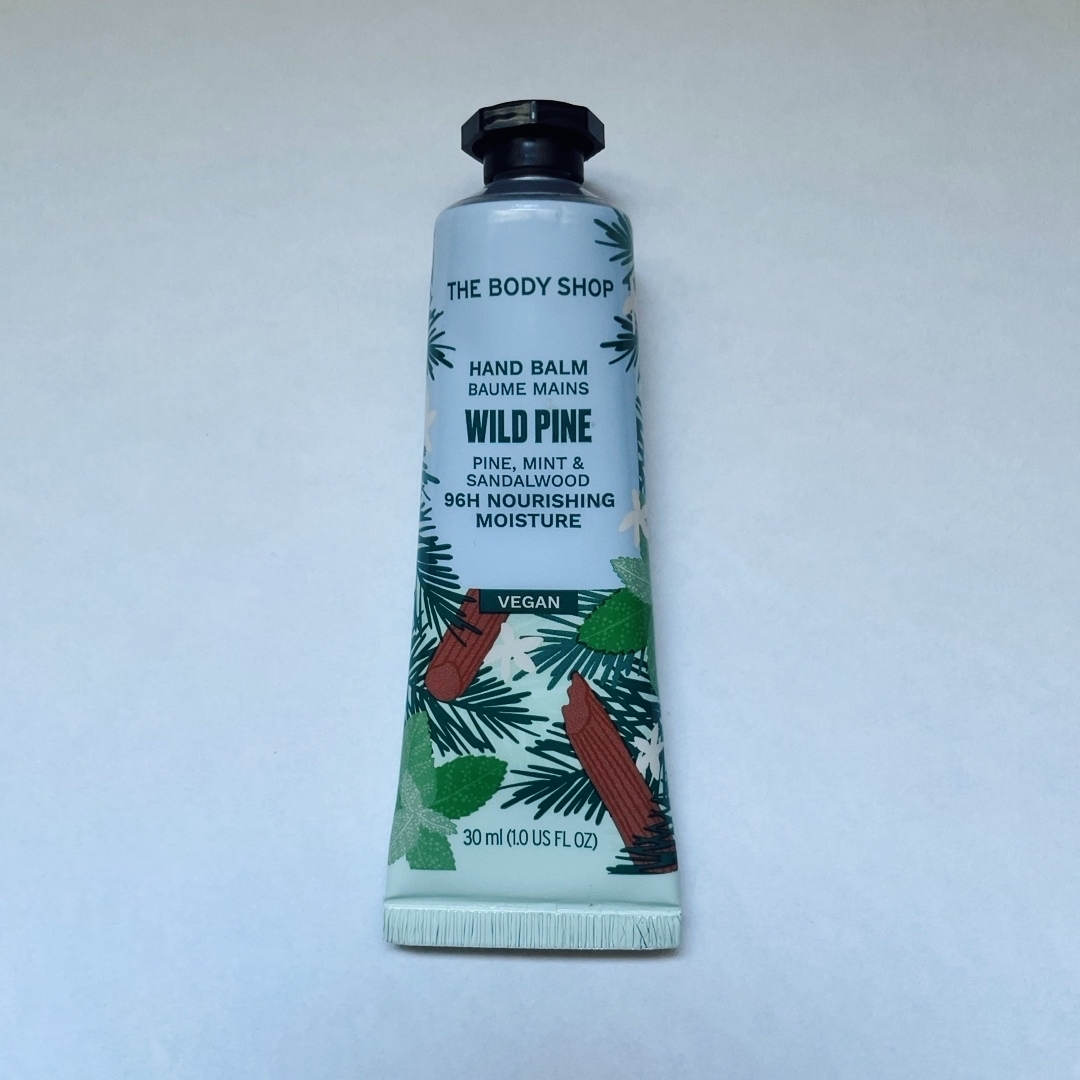 THE BODY SHOP
HAND BALM
BAUME MAINS
WILD PINE
PINE, MINT &
SANDALWOOD
96H NOURISHING
MOISTURE
VEGAN
30 ml (1.0 US FL OZ)